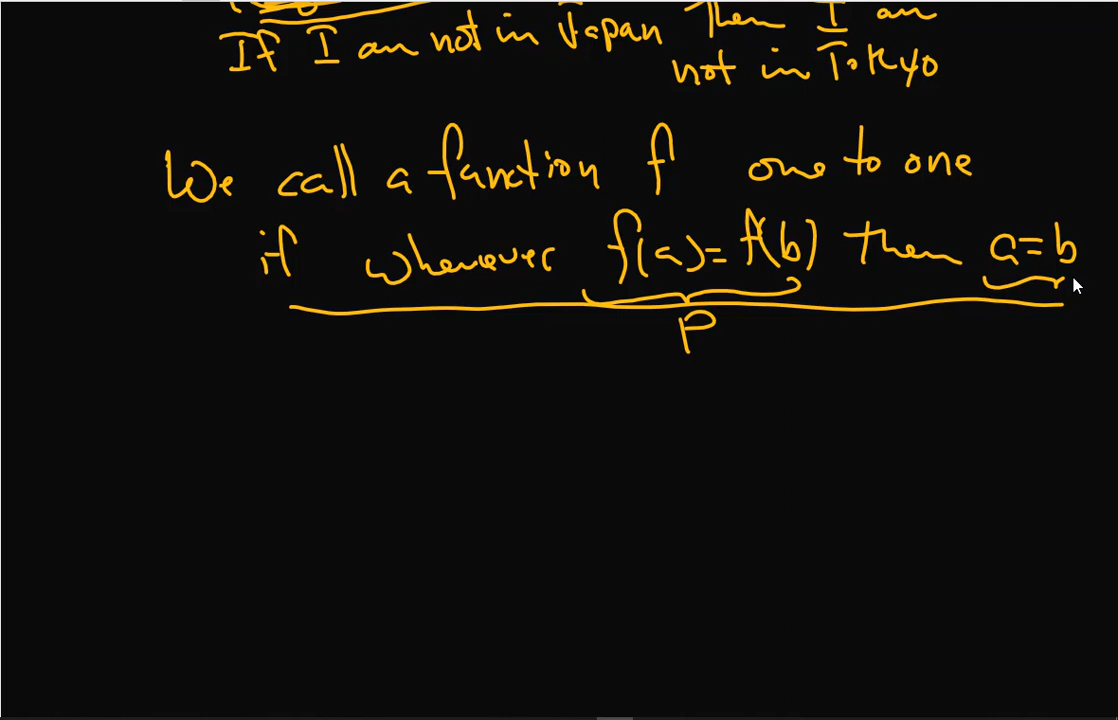 Then I am
If I am not in Japan
not in Tokyo
We call a function f one to one
if whenever f(a) = f(b) then a = b
P